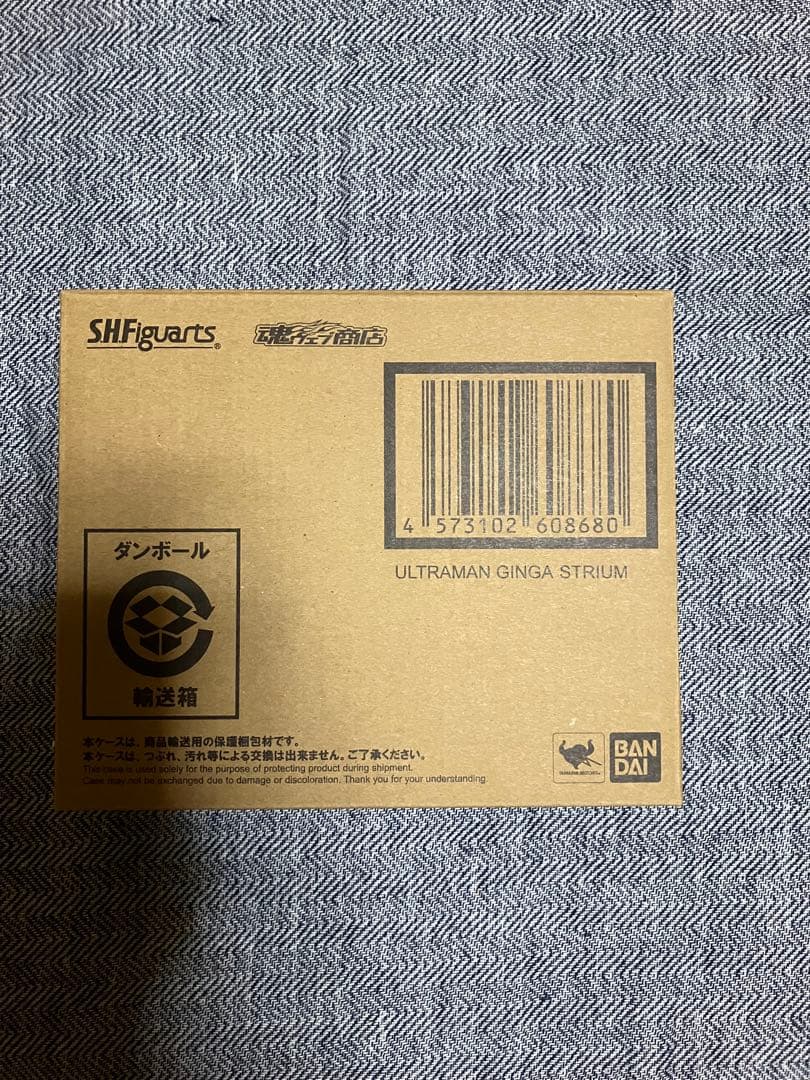 S.H.Figuarts®
魂ウェブ商店
4 573102 608680
ULTRAMAN GINGA STRIUM
ダンボール
輸送箱
本ケースは、商品輸送用の保護梱包材です。
本ケースは、つぶれ、汚れ等による交換は出来ません。ご了承ください。
This case is used solely for the purpose of protecting product during shipment.
Case may not be exchanged due to damage or discoloration. Thank you for your understanding.
BAN
DAI